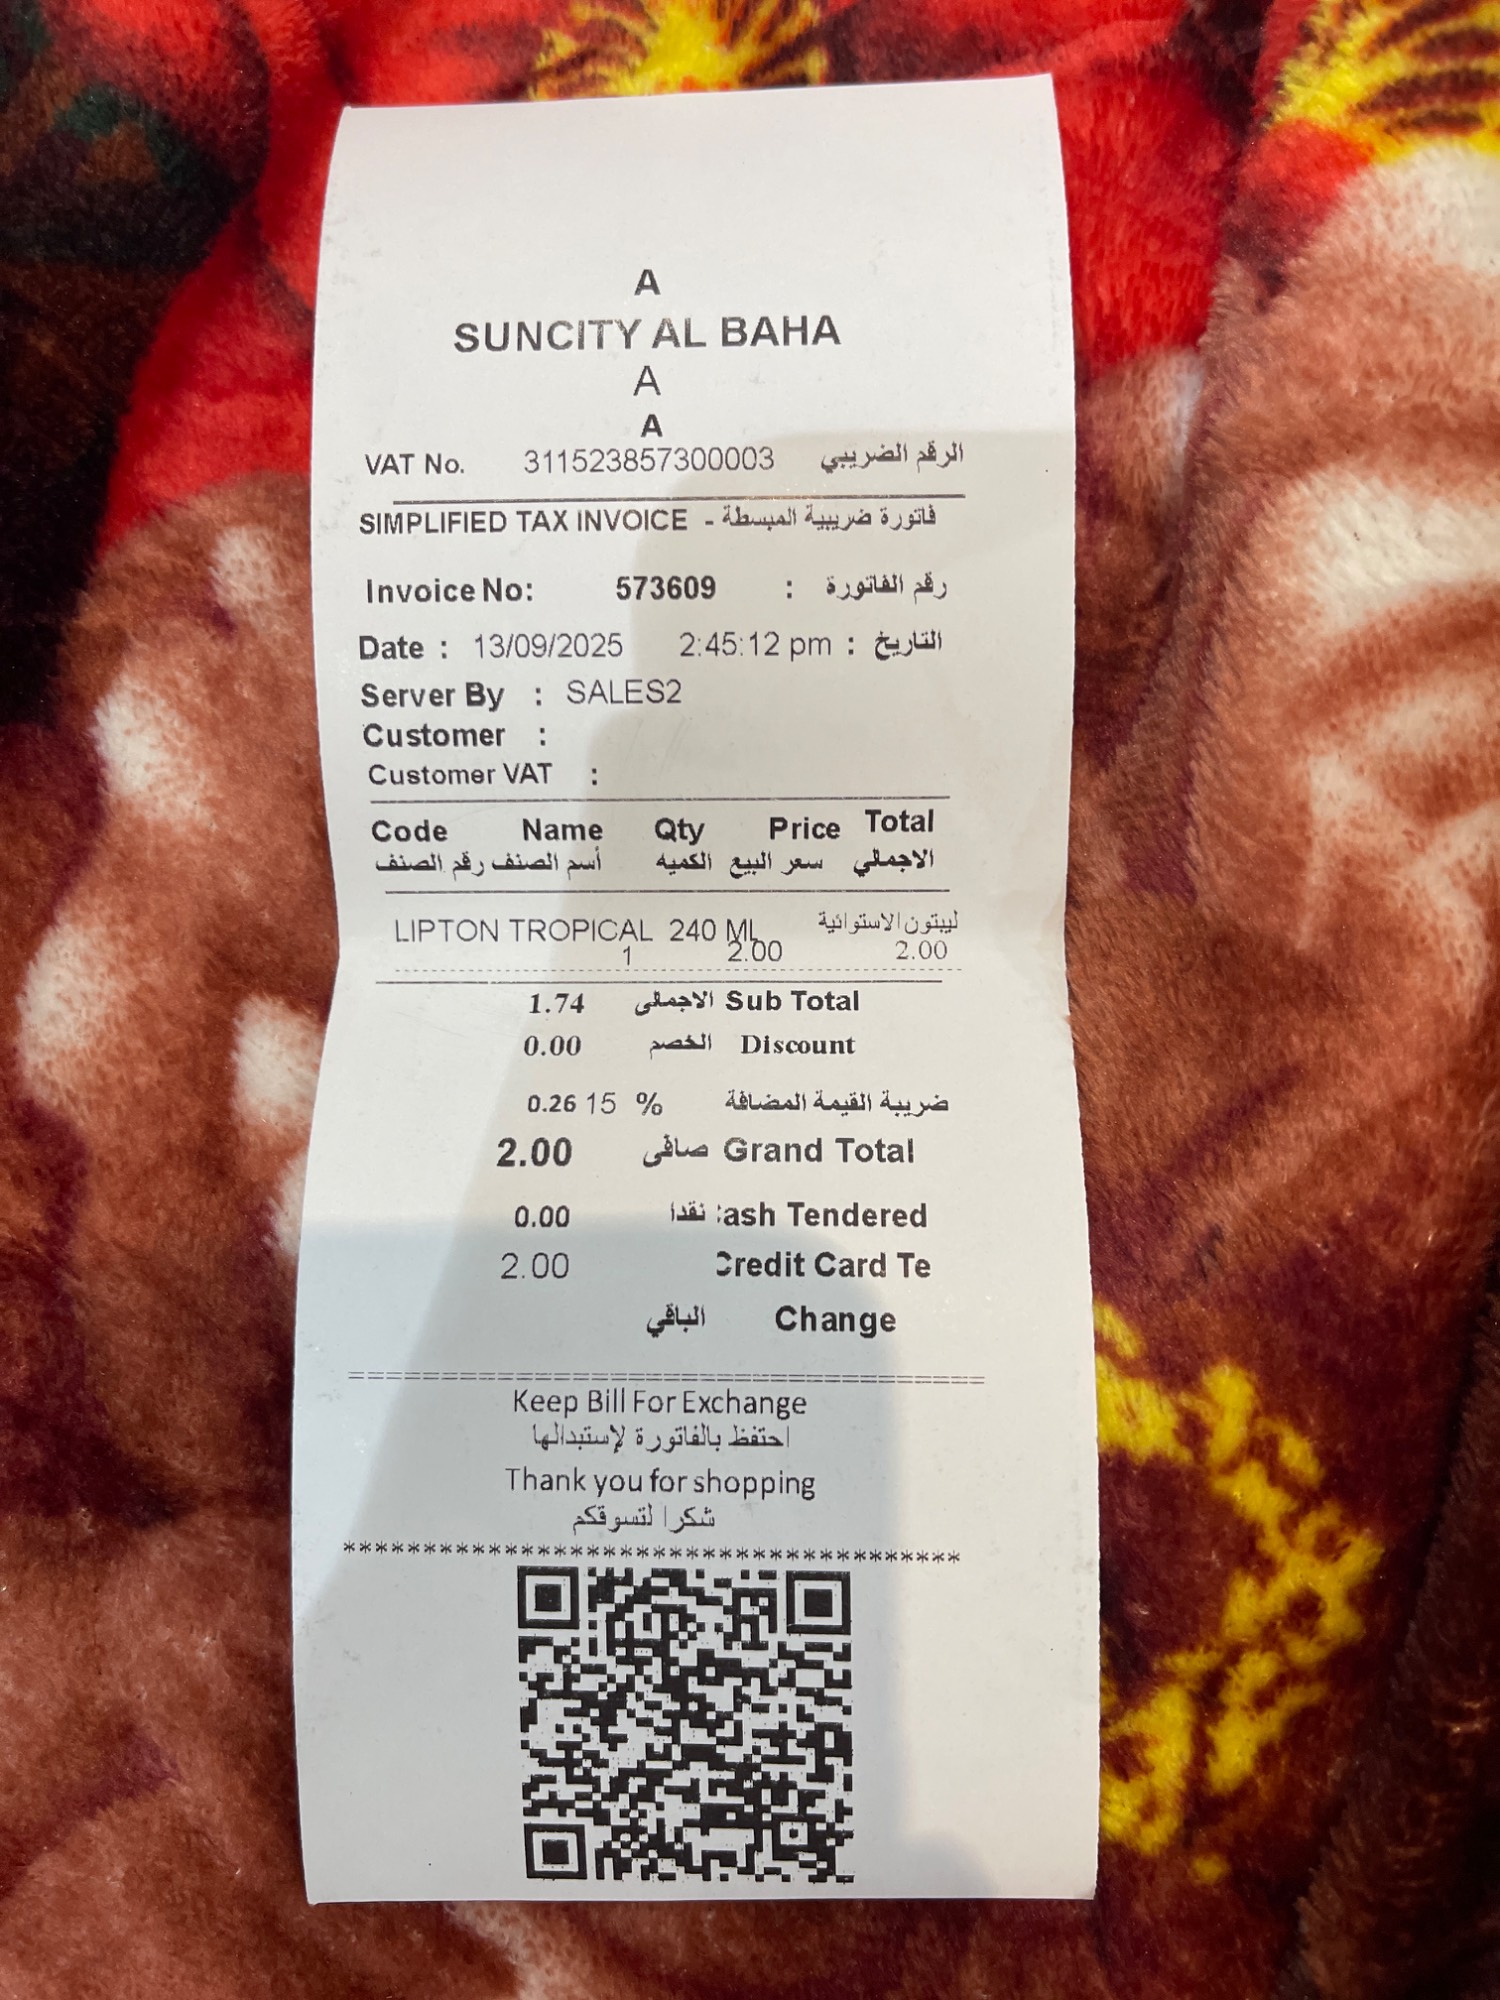 A
SUNCITY AL BAHA
A
A
VAT No. 311523857300003 الرقم الضريبي
SIMPLIFIED TAX INVOICE - فاتورة ضريبية المبسطة
Invoice No: 573609 : رقم الفاتورة
Date : 13/09/2025 2:45:12 pm : التاريخ
Server By : SALES2
Customer :
Customer VAT :
Code Name Qty Price Total
رقم الصنف أسم الصنف الكميه سعر البيع الاجمالي
LIPTON TROPICAL 240 ML ليبتون الاستوائية
1 2.00 2.00
1.74 الاجمالى Sub Total
0.00 الخصم Discount
0.26 15 % ضريبة القيمة المضافة
2.00 صافى Grand Total
0.00 نقدا ash Tendered
2.00 Credit Card Te
الباقي Change
=======================================
Keep Bill For Exchange
احتفظ بالفاتورة لإستبدالها
Thank you for shopping
شكرا لتسوقكم
***************************************